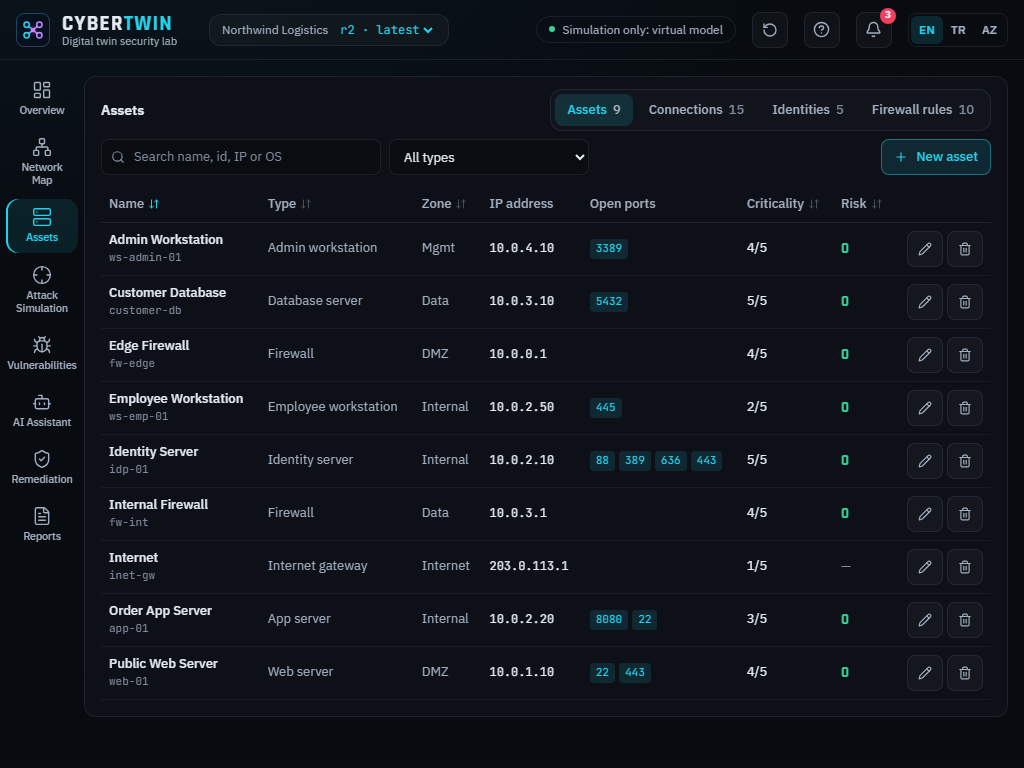 CYBERTWIN
Digital twin security lab
Northwind Logistics r2 · latest
Simulation only: virtual model
3
EN TR AZ
Overview
Network
Map
Assets
Attack
Simulation
Vulnerabilities
AI Assistant
Remediation
Reports
Assets
Assets 9 Connections 15 Identities 5 Firewall rules 10
Search name, id, IP or OS
All types
+ New asset
Name Type Zone IP address Open ports Criticality Risk
Admin Workstation Admin workstation Mgmt 10.0.4.10 3389 4/5 0
ws-admin-01
Customer Database Database server Data 10.0.3.10 5432 5/5 0
customer-db
Edge Firewall Firewall DMZ 10.0.0.1 4/5 0
fw-edge
Employee Workstation Employee workstation Internal 10.0.2.50 445 2/5 0
ws-emp-01
Identity Server Identity server Internal 10.0.2.10 88 389 636 443 5/5 0
idp-01
Internal Firewall Firewall Data 10.0.3.1 4/5 0
fw-int
Internet Internet gateway Internet 203.0.113.1 1/5 —
inet-gw
Order App Server App server Internal 10.0.2.20 8080 22 3/5 0
app-01
Public Web Server Web server DMZ 10.0.1.10 22 443 4/5 0
web-01